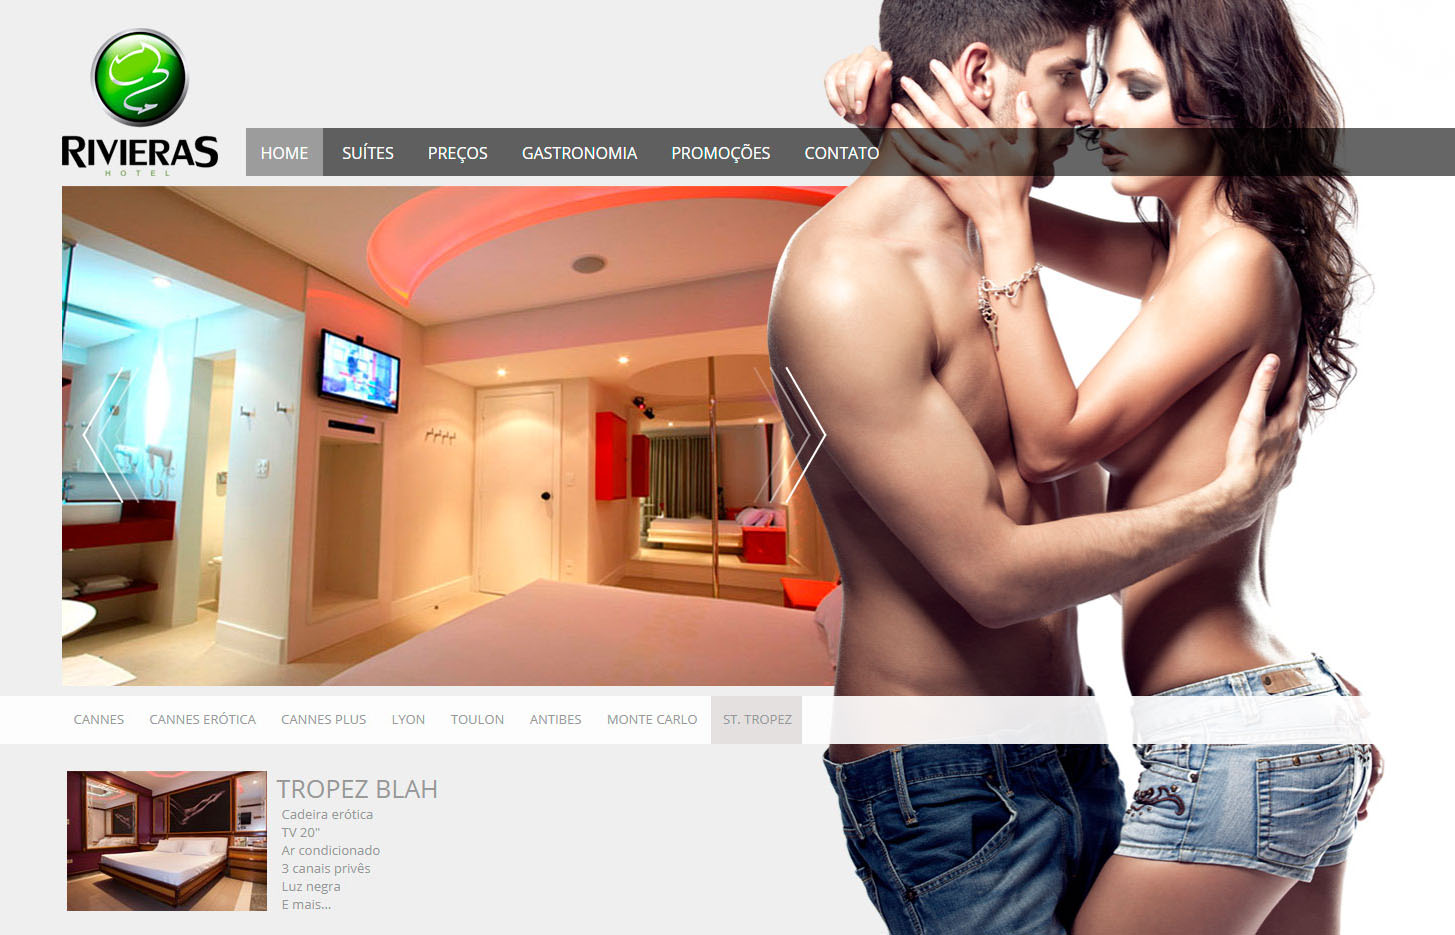 RIVIERAS
HOTEL
HOME SUÍTES PREÇOS GASTRONOMIA PROMOÇÕES CONTATO
CANNES CANNES ERÓTICA CANNES PLUS LYON TOULON ANTIBES MONTE CARLO ST. TROPEZ
TROPEZ BLAH
Cadeira erótica
TV 20"
Ar condicionado
3 canais privês
Luz negra
E mais...